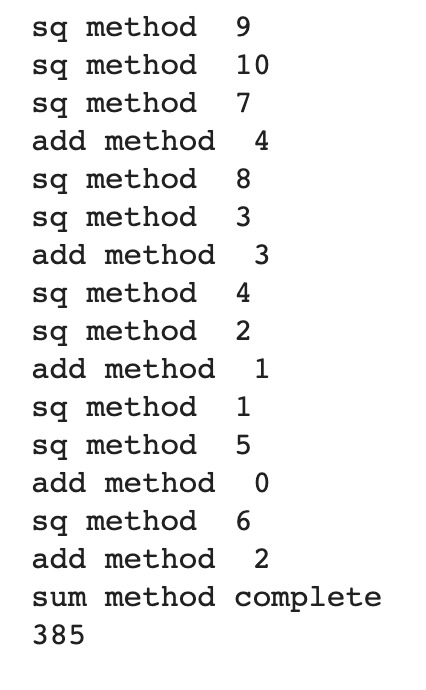 sq method  9
sq method  10
sq method  7
add method  4
sq method  8
sq method  3
add method  3
sq method  4
sq method  2
add method  1
sq method  1
sq method  5
add method  0
sq method  6
add method  2
sum method complete
385